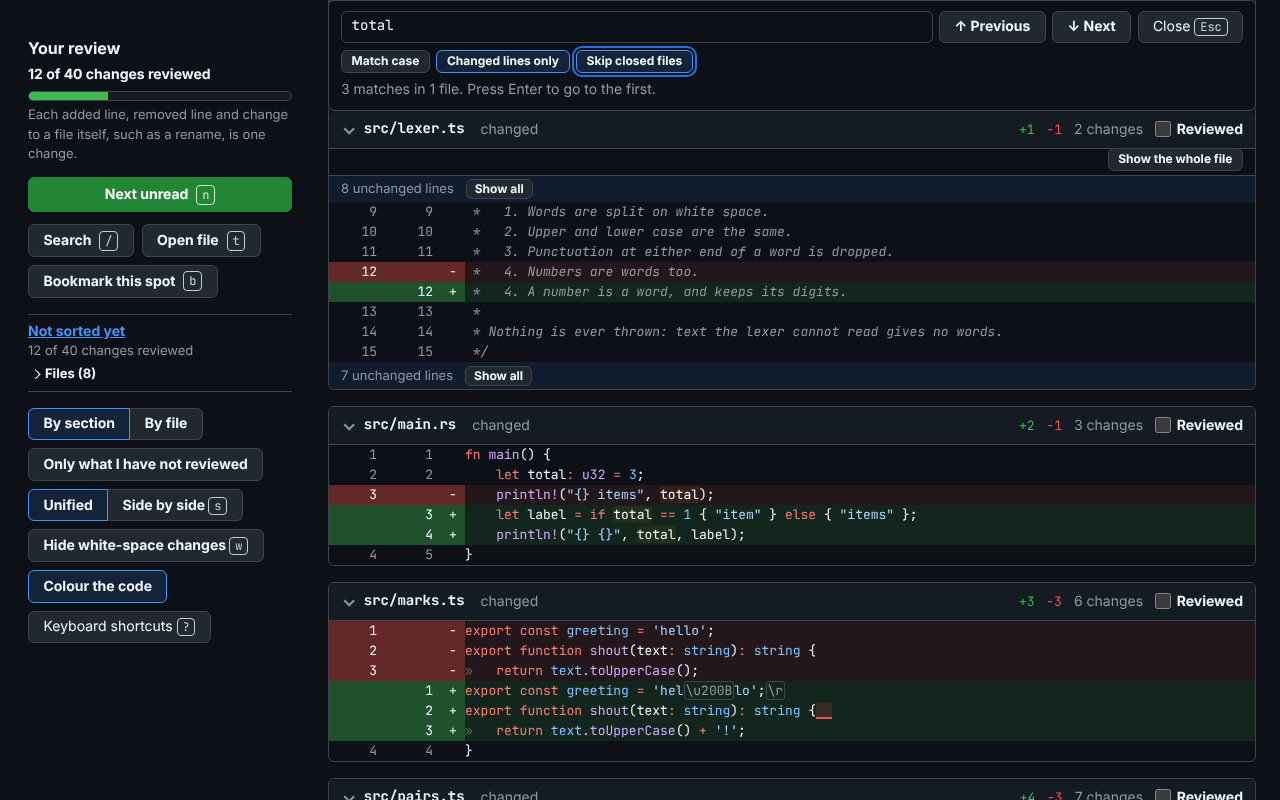 Your review
12 of 40 changes reviewed
Each added line, removed line and change
to a file itself, such as a rename, is one
change.
Next unread n
Search /
Open file t
Bookmark this spot b
Not sorted yet
12 of 40 changes reviewed
Files (8)
By section
By file
Only what I have not reviewed
Unified
Side by side s
Hide white-space changes w
Colour the code
Keyboard shortcuts ?
total
↑ Previous
↓ Next
Close Esc
Match case
Changed lines only
Skip closed files
3 matches in 1 file. Press Enter to go to the first.
src/lexer.ts changed +1 -1 2 changes Reviewed
Show the whole file
8 unchanged lines Show all
9 9 *   1. Words are split on white space.
10 10 *   2. Upper and lower case are the same.
11 11 *   3. Punctuation at either end of a word is dropped.
12 - *   4. Numbers are words too.
12 + *   4. A number is a word, and keeps its digits.
13 13 *
14 14 * Nothing is ever thrown: text the lexer cannot read gives no words.
15 15 */
7 unchanged lines Show all
src/main.rs changed +2 -1 3 changes Reviewed
1 1 fn main() {
2 2     let total: u32 = 3;
3 -     println!("{} items", total);
3 +     let label = if total == 1 { "item" } else { "items" };
4 +     println!("{} {}", total, label);
4 5 }
src/marks.ts changed +3 -3 6 changes Reviewed
1 - export const greeting = 'hello';
2 - export function shout(text: string): string {
3 - »   return text.toUpperCase();
1 + export const greeting = 'hel\u200Blo';\r
2 + export function shout(text: string): string {
3 + »   return text.toUpperCase() + '!';
4 4 }
src/pairs.ts changed +4 -3 7 changes Reviewed